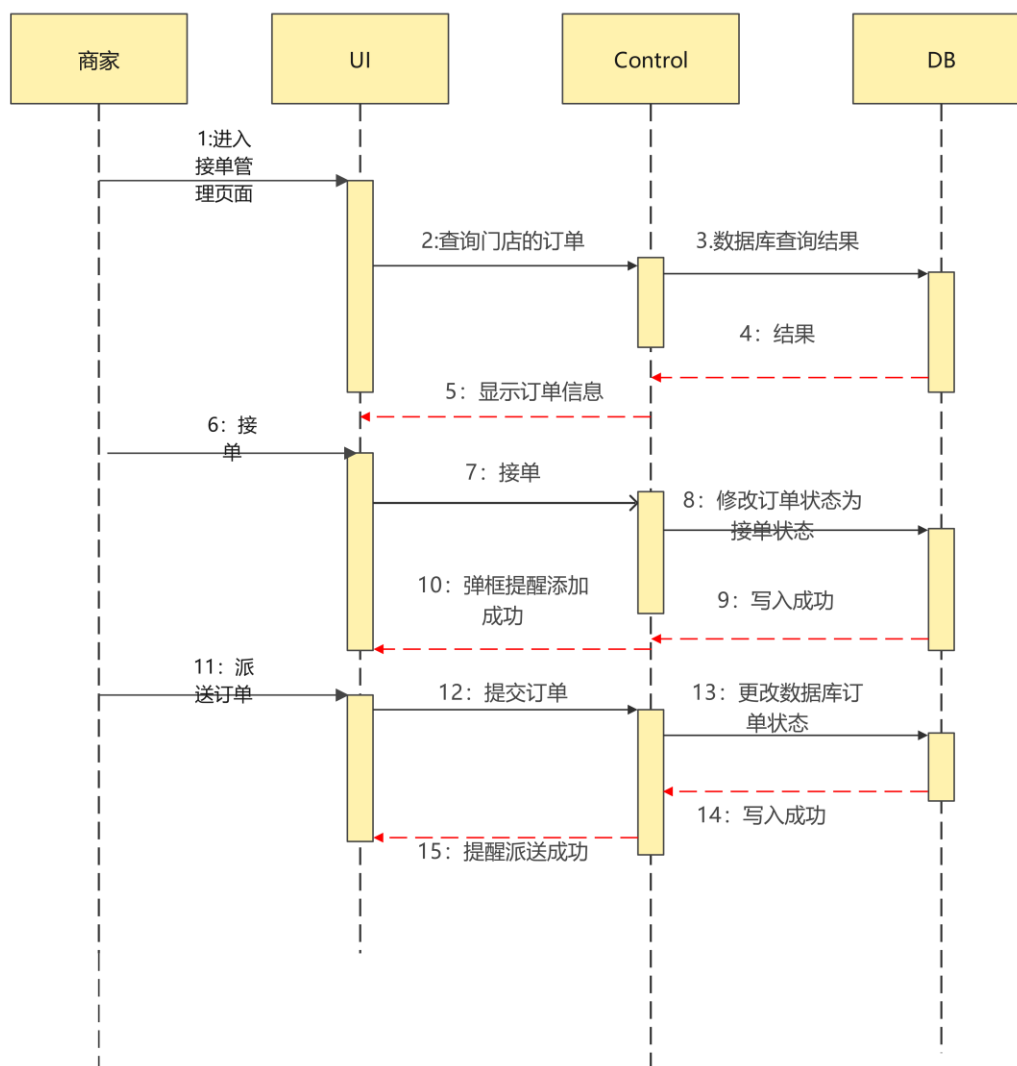 商家
UI
Control
DB
1:进入
接单管
理页面
2:查询门店的订单
3.数据库查询结果
4：结果
5：显示订单信息
6：接
单
7：接单
8：修改订单状态为
接单状态
9：写入成功
10：弹框提醒添加
成功
11：派
送订单
12：提交订单
13：更改数据库订
单状态
14：写入成功
15：提醒派送成功